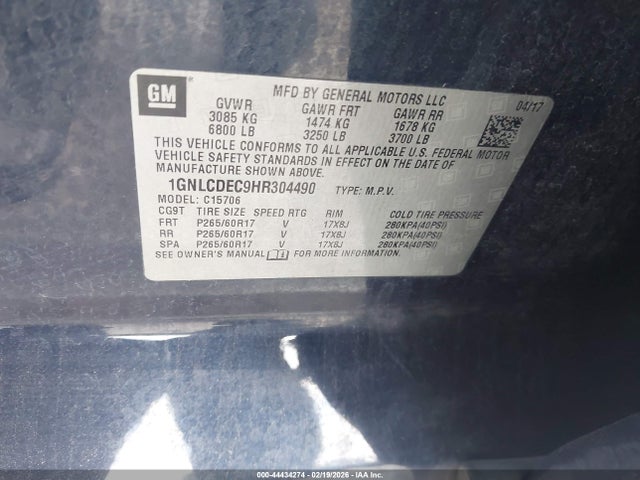 GM
MFD BY GENERAL MOTORS LLC
04/17
GVWR GAWR FRT GAWR RR
3085 KG 1474 KG 1678 KG
6800 LB 3250 LB 3700 LB
THIS VEHICLE CONFORMS TO ALL APPLICABLE U.S. FEDERAL MOTOR
VEHICLE SAFETY STANDARDS IN EFFECT ON THE DATE OF
MANUFACTURE SHOWN ABOVE.
1GNLCDEC9HR304490 TYPE: M.P.V.
MODEL: C15706
CG9T TIRE SIZE SPEED RTG RIM COLD TIRE PRESSURE
FRT P265/60R17 V 17X8J 280KPA(40PSI)
RR P265/60R17 V 17X8J 280KPA(40PSI)
SPA P265/60R17 V 17X8J 280KPA(40PSI)
SEE OWNER'S MANUAL FOR MORE INFORMATION.
000-44434274 - 02/19/2026 - IAA Inc.